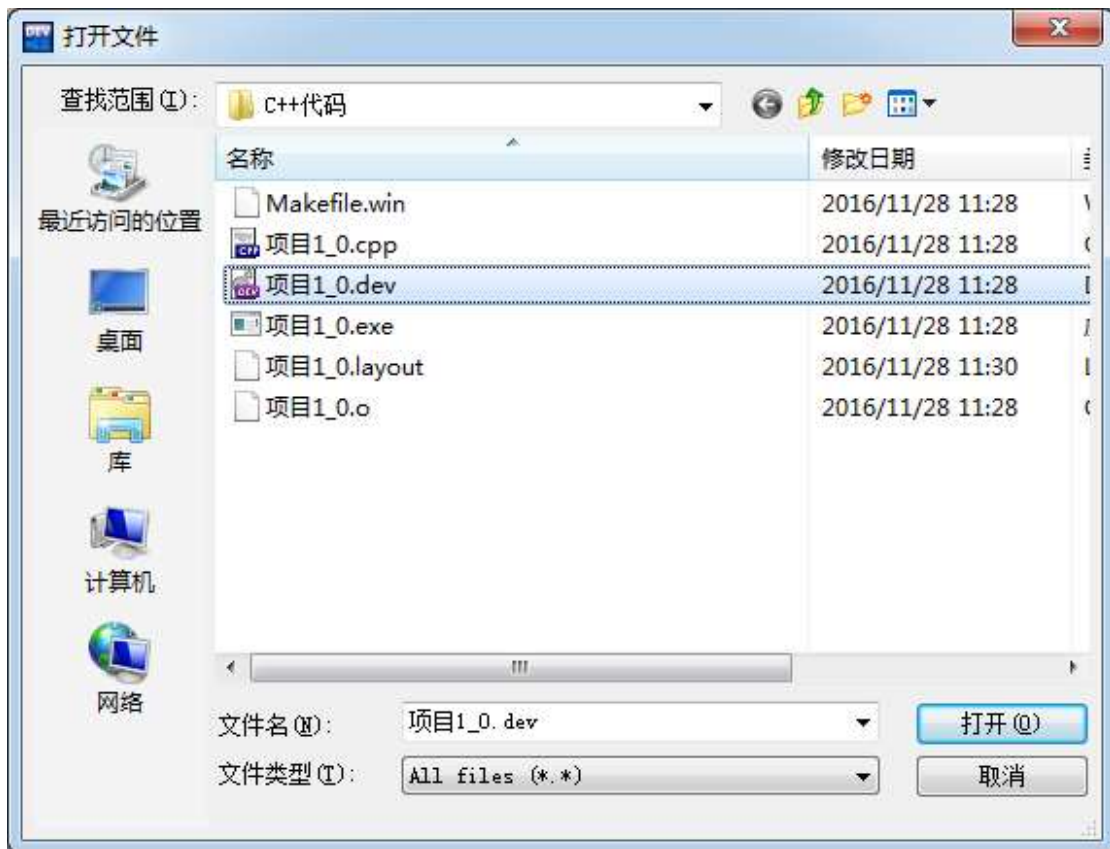 打开文件
查找范围(I):
C++代码
最近访问的位置
桌面
库
计算机
网络
名称
修改日期
Makefile.win
2016/11/28 11:28
项目1_0.cpp
2016/11/28 11:28
项目1_0.dev
2016/11/28 11:28
项目1_0.exe
2016/11/28 11:28
项目1_0.layout
2016/11/28 11:30
项目1_0.o
2016/11/28 11:28
文件名(N):
项目1_0.dev
打开(O)
文件类型(T):
All files (*.*)
取消